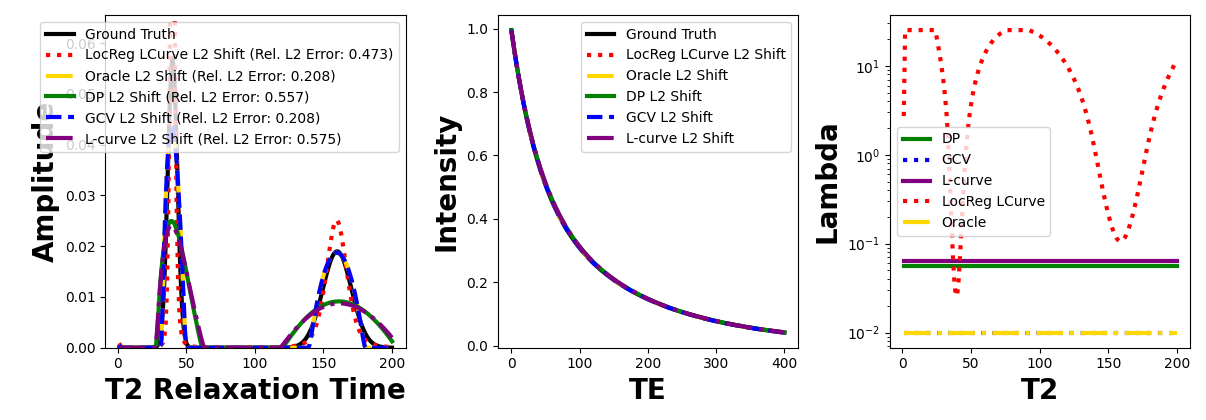 Ground Truth
LocReg LCurve L2 Shift (Rel. L2 Error: 0.473)
Oracle L2 Shift (Rel. L2 Error: 0.208)
DP L2 Shift (Rel. L2 Error: 0.557)
GCV L2 Shift (Rel. L2 Error: 0.208)
L-curve L2 Shift (Rel. L2 Error: 0.575)
Amplitude
0.06
0.05
0.04
0.03
0.02
0.01
0.00
0
50
100
150
200
T2 Relaxation Time
Ground Truth
LocReg LCurve L2 Shift
Oracle L2 Shift
DP L2 Shift
GCV L2 Shift
L-curve L2 Shift
Intensity
1.0
0.8
0.6
0.4
0.2
0.0
0
100
200
300
400
TE
DP
GCV
L-curve
LocReg LCurve
Oracle
Lambda
10¹
10⁰
10⁻¹
10⁻²
0
50
100
150
200
T2